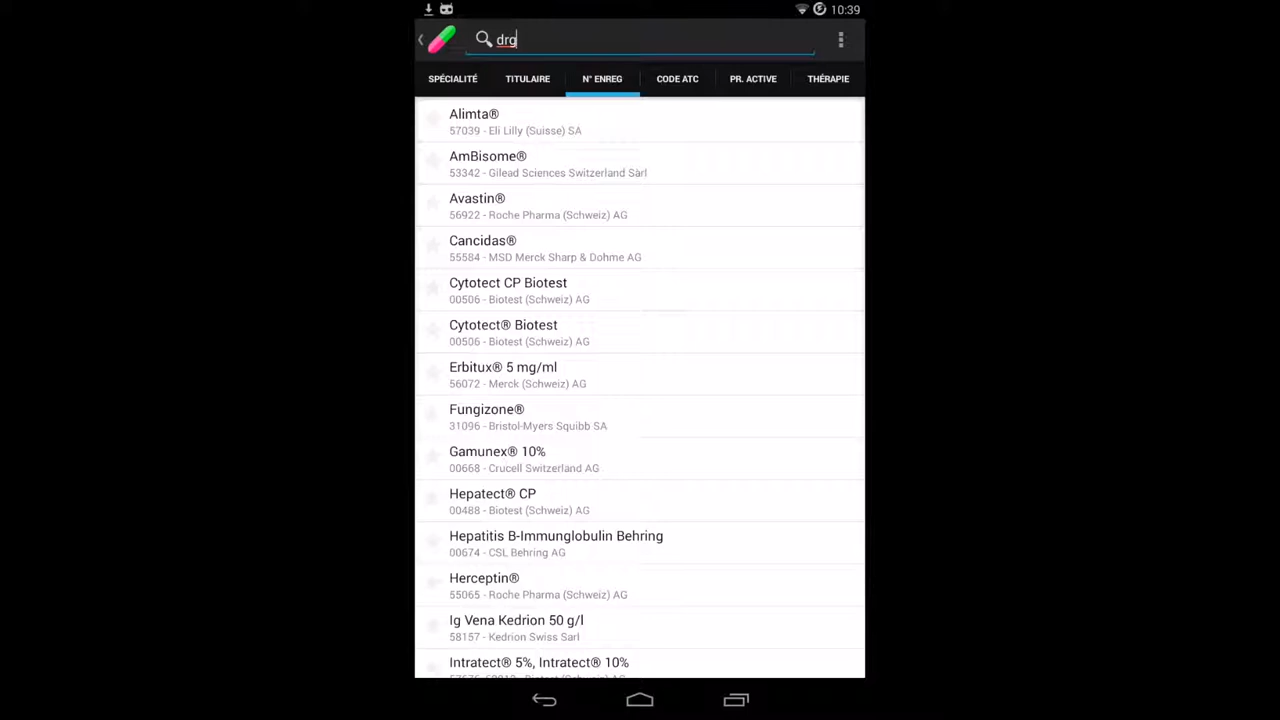 10:39
drg
SPÉCIALITÉ TITULAIRE N° ENREG CODE ATC PR. ACTIVE THÉRAPIE
Alimta®
57039 - Eli Lilly (Suisse) SA
AmBisome®
53342 - Gilead Sciences Switzerland Sàrl
Avastin®
56922 - Roche Pharma (Schweiz) AG
Cancidas®
55584 - MSD Merck Sharp & Dohme AG
Cytotect CP Biotest
00506 - Biotest (Schweiz) AG
Cytotect® Biotest
00506 - Biotest (Schweiz) AG
Erbitux® 5 mg/ml
56072 - Merck (Schweiz) AG
Fungizone®
31096 - Bristol-Myers Squibb SA
Gamunex® 10%
00668 - Crucell Switzerland AG
Hepatect® CP
00488 - Biotest (Schweiz) AG
Hepatitis B-Immunglobulin Behring
00674 - CSL Behring AG
Herceptin®
55065 - Roche Pharma (Schweiz) AG
Ig Vena Kedrion 50 g/l
58157 - Kedrion Swiss Sarl
Intratect® 5%, Intratect® 10%